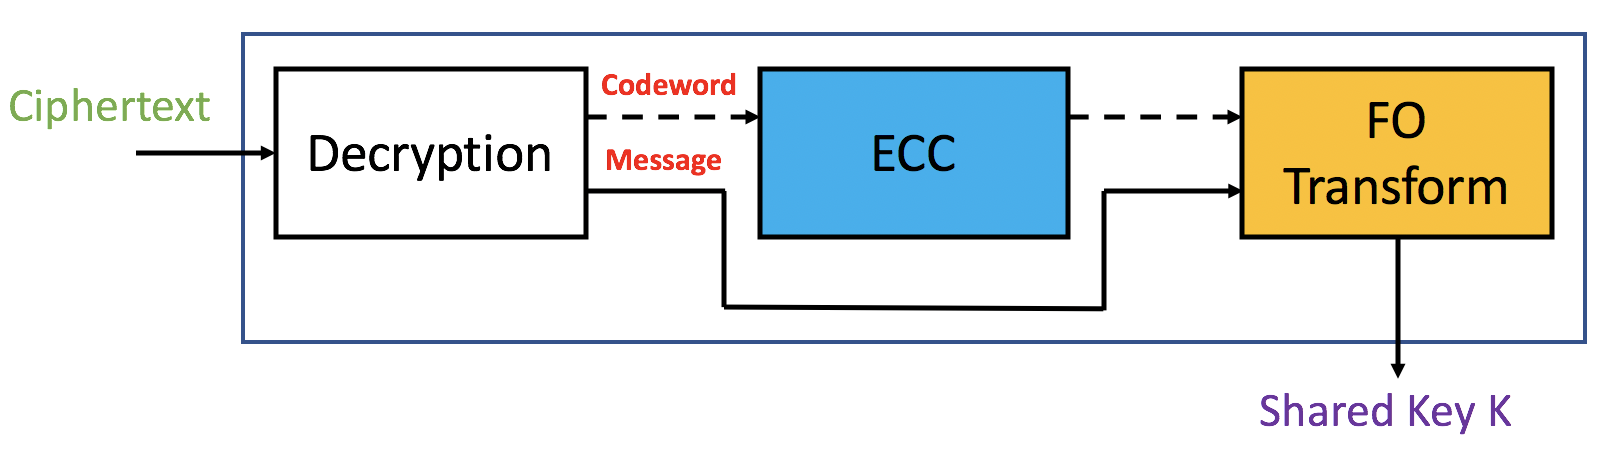 Ciphertext
Decryption
Codeword
Message
ECC
FO
Transform
Shared Key K